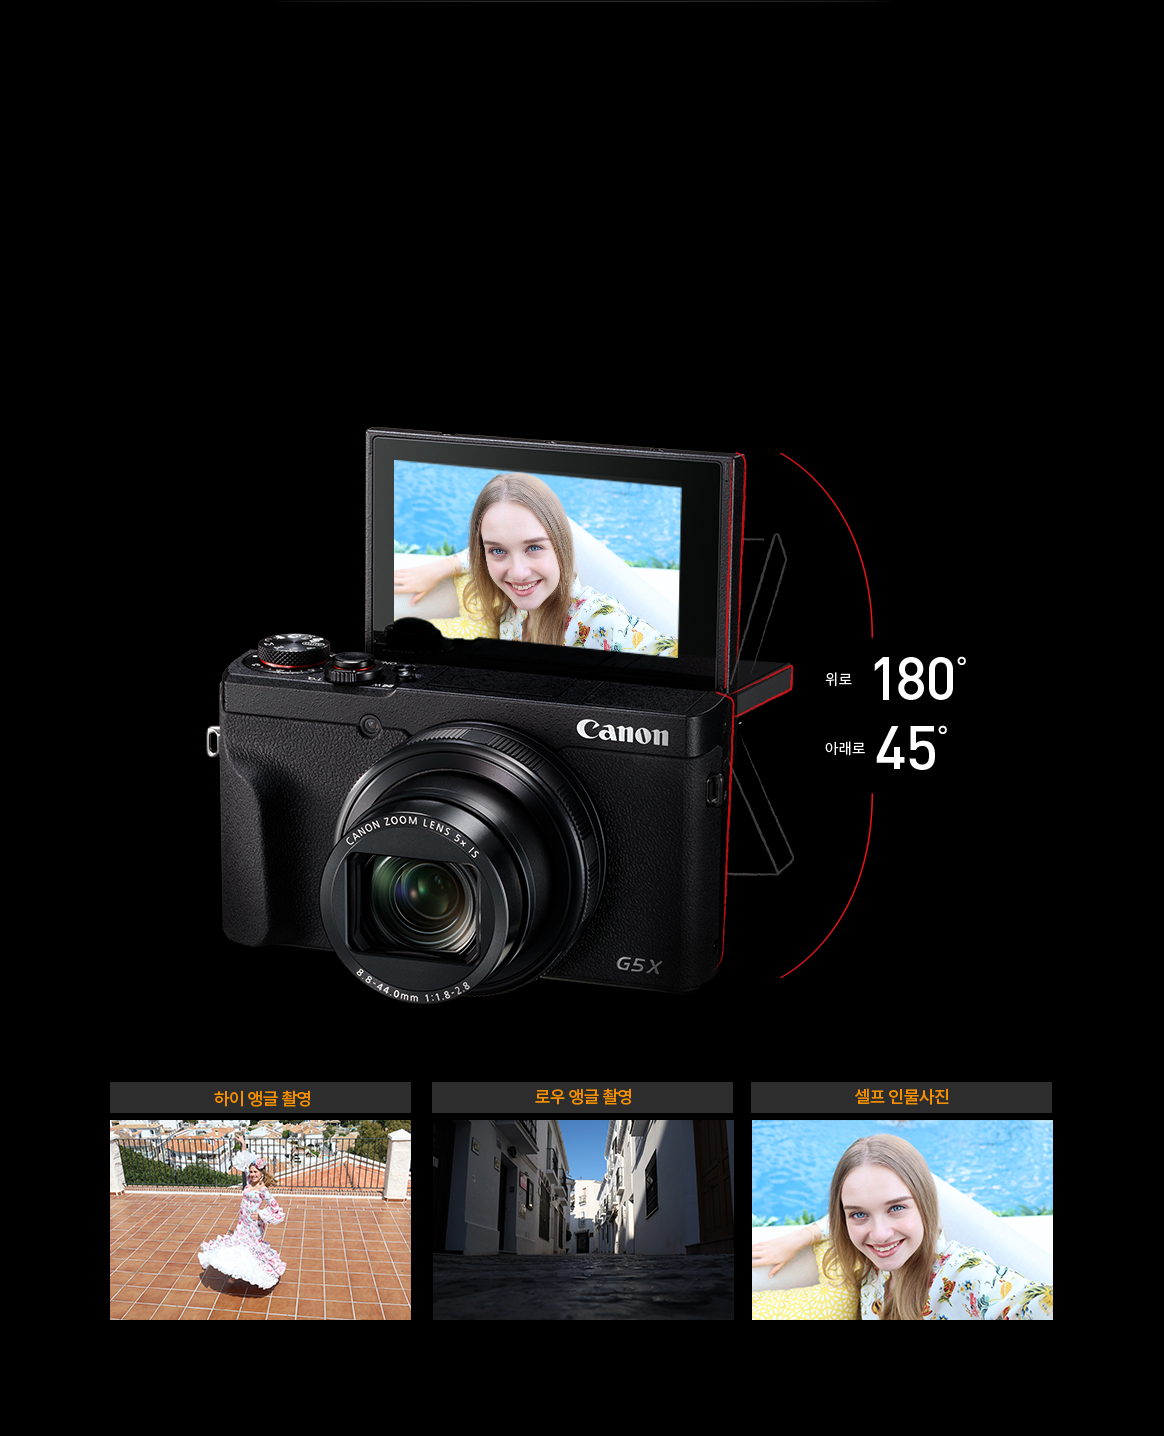 Canon
위로 180°
아래로 45°
CANON ZOOM LENS 5× IS
8.8-44.0mm 1:1.8-2.8
G5 X
하이 앵글 촬영
로우 앵글 촬영
셀프 인물사진